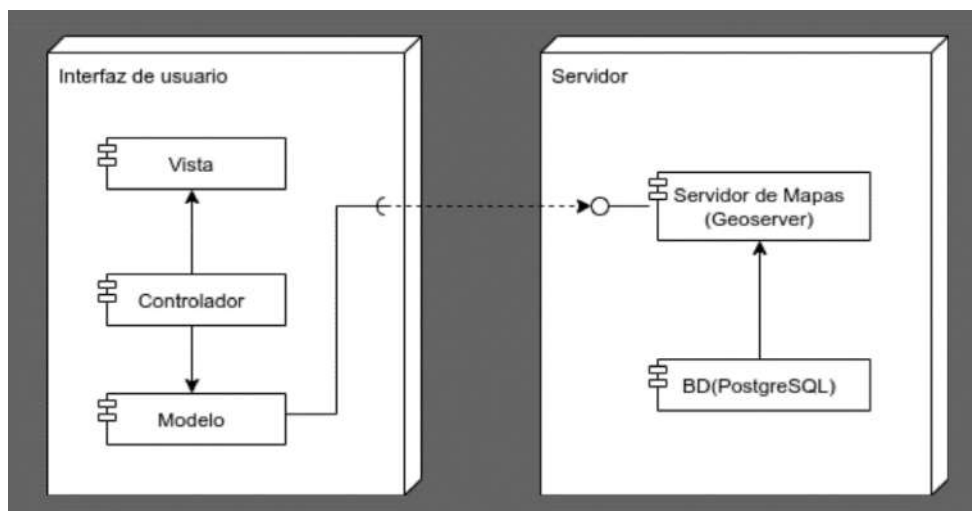 Interfaz de usuario
Vista
Controlador
Modelo
Servidor
Servidor de Mapas
(Geoserver)
BD(PostgreSQL)